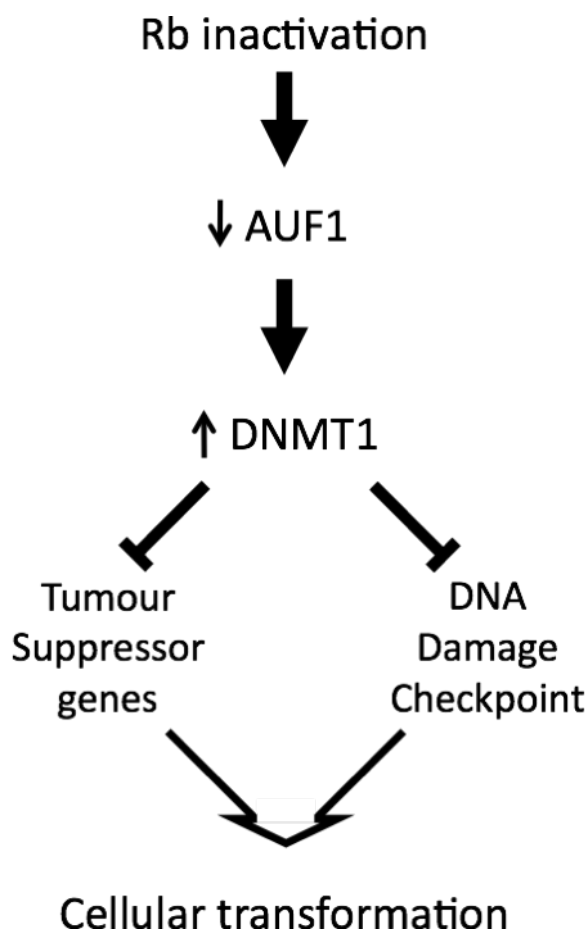 Rb inactivation
↓ AUF1
↑ DNMT1
Tumour
Suppressor
genes
DNA
Damage
Checkpoint
Cellular transformation